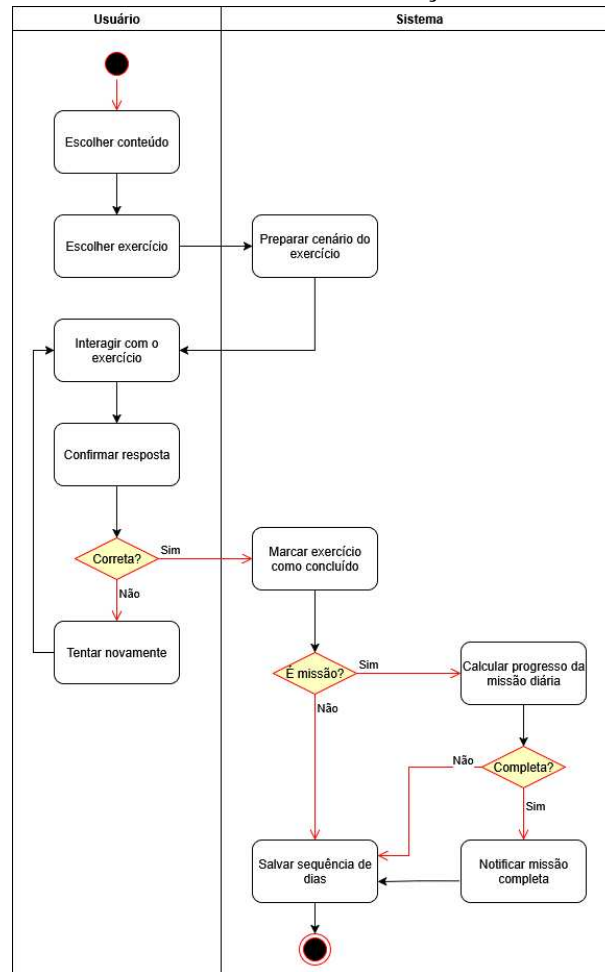 Usuário
Sistema
Escolher conteúdo
Escolher exercício
Preparar cenário do
exercício
Interagir com o
exercício
Confirmar resposta
Correta?
Sim
Não
Marcar exercício
como concluído
Tentar novamente
É missão?
Sim
Não
Calcular progresso da
missão diária
Completa?
Não
Sim
Salvar sequência de
dias
Notificar missão
completa